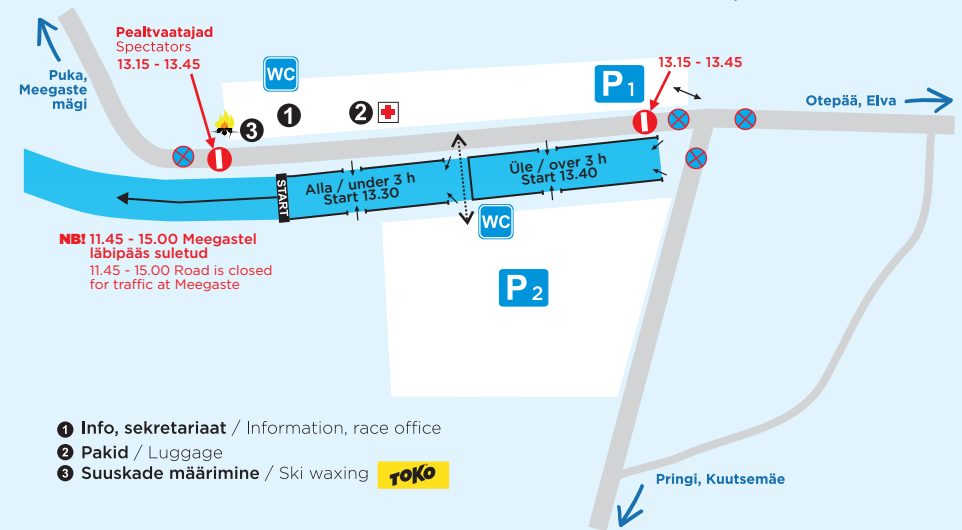 Pealtvaatajad
Spectators
13.15 - 13.45
Puka,
Meegaste
mägi
WC
1
2
3
P1
13.15 - 13.45
Otepää, Elva
START
Alla / under 3 h
Start 13.30
Üle / over 3 h
Start 13.40
WC
P2
NB! 11.45 - 15.00 Meegastel
läbipääs suletud
11.45 - 15.00 Road is closed
for traffic at Meegaste
1 Info, sekretariaat / Information, race office
2 Pakid / Luggage
3 Suuskade määrimine / Ski waxing TOKO
Pringi, Kuutsemäe